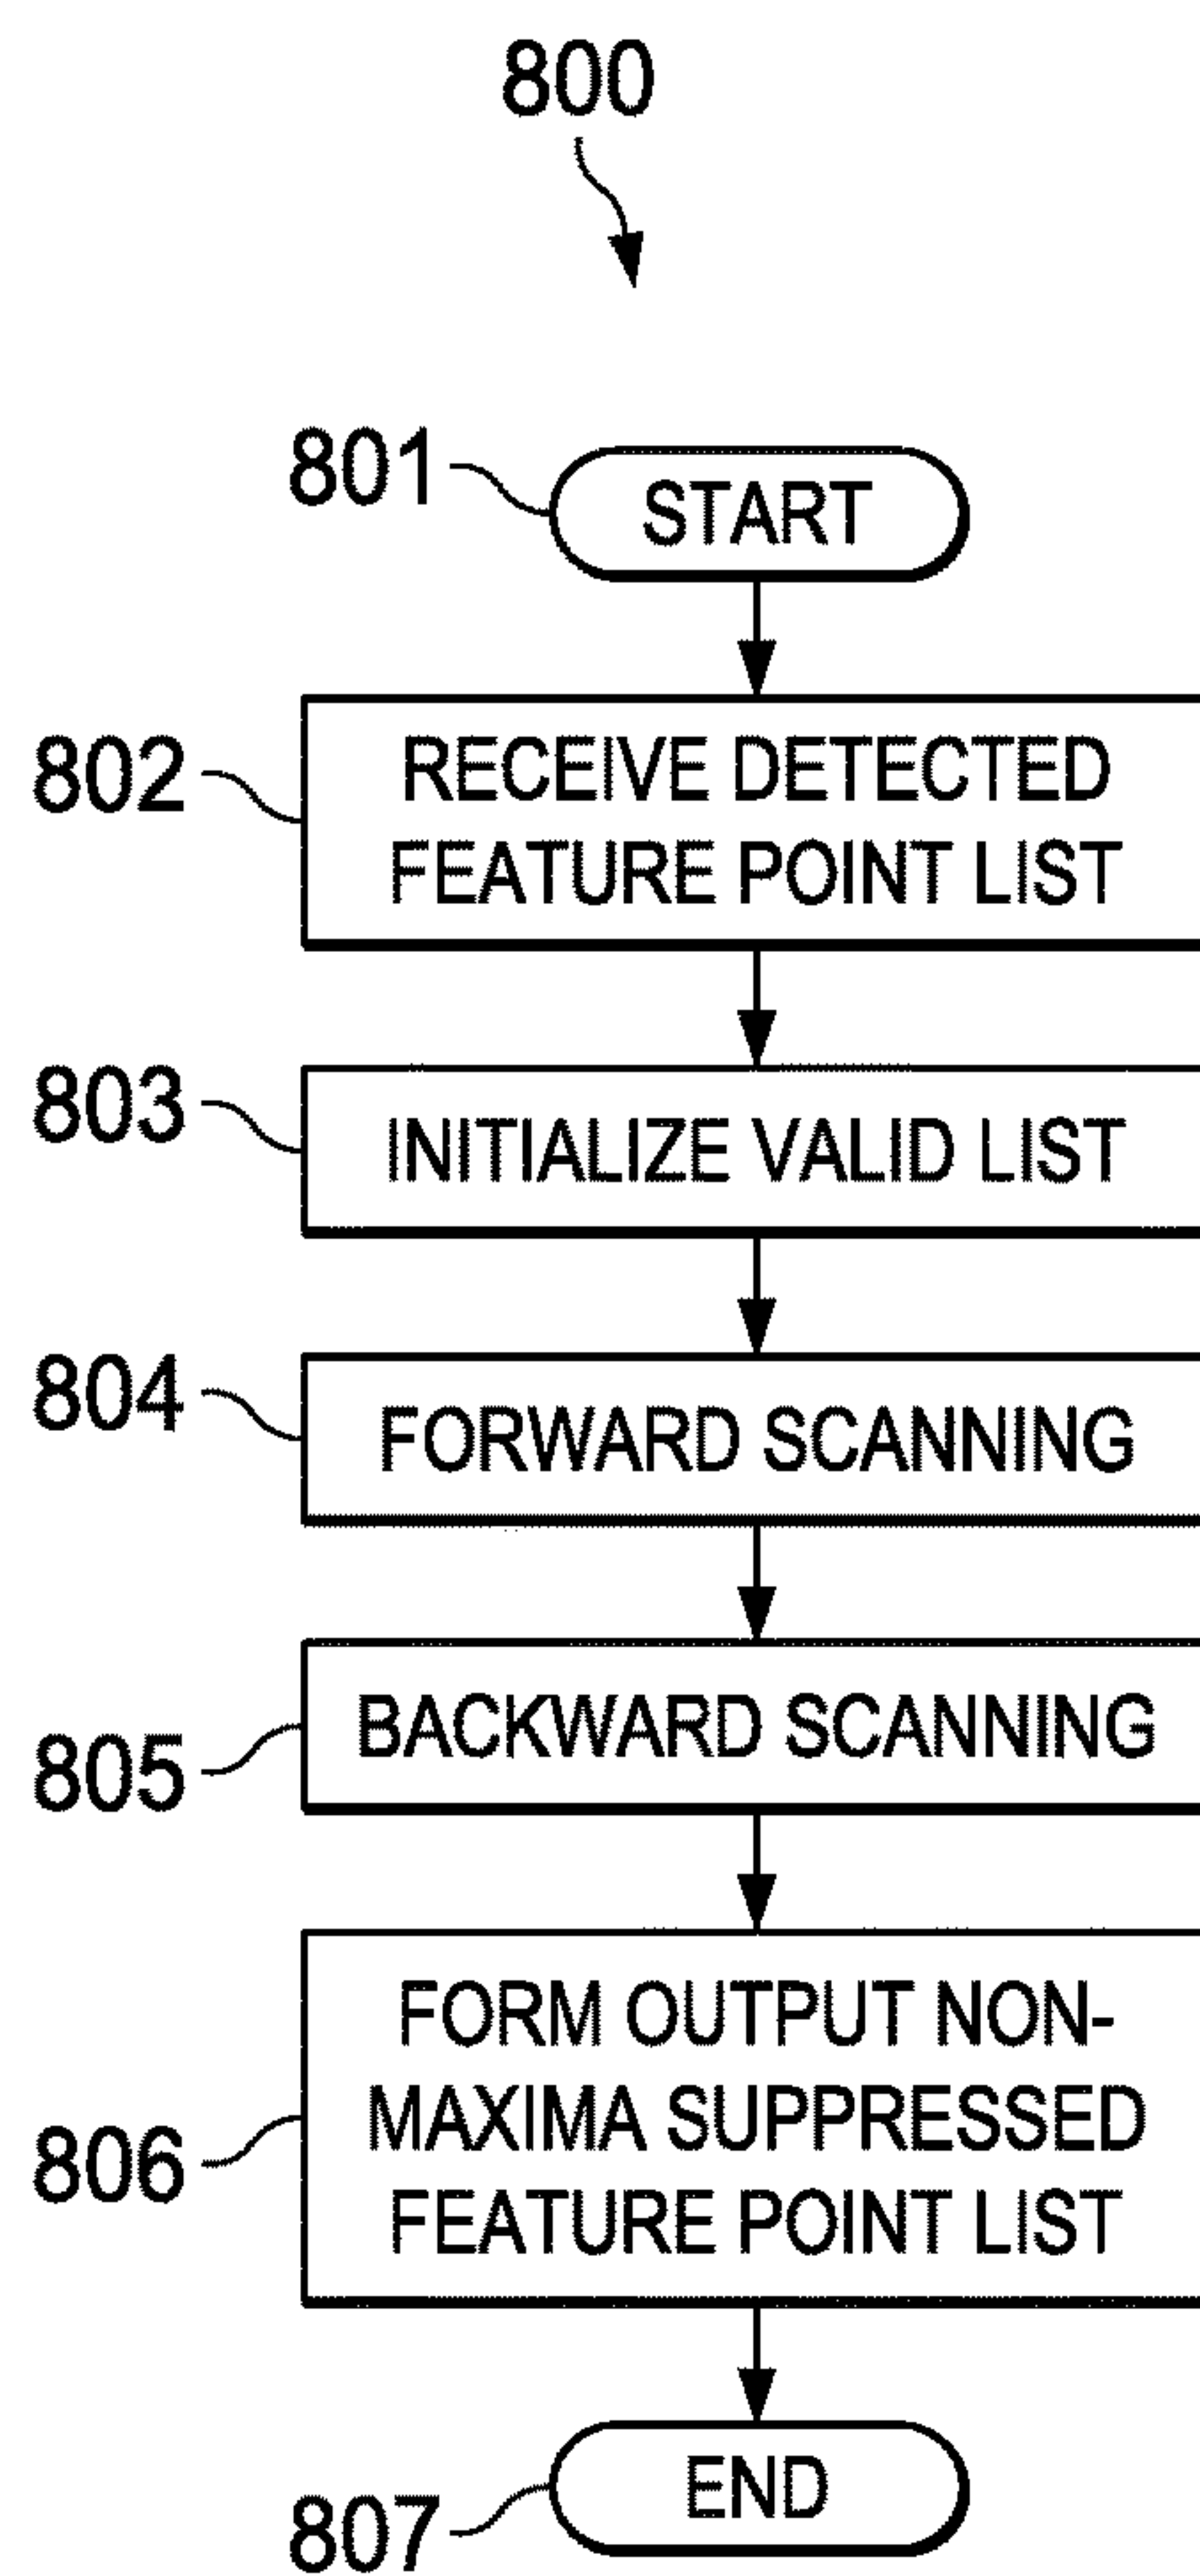 800
801
START
802
RECEIVE DETECTED
FEATURE POINT LIST
803
INITIALIZE VALID LIST
804
FORWARD SCANNING
805
BACKWARD SCANNING
806
FORM OUTPUT NON-
MAXIMA SUPPRESSED
FEATURE POINT LIST
807
END